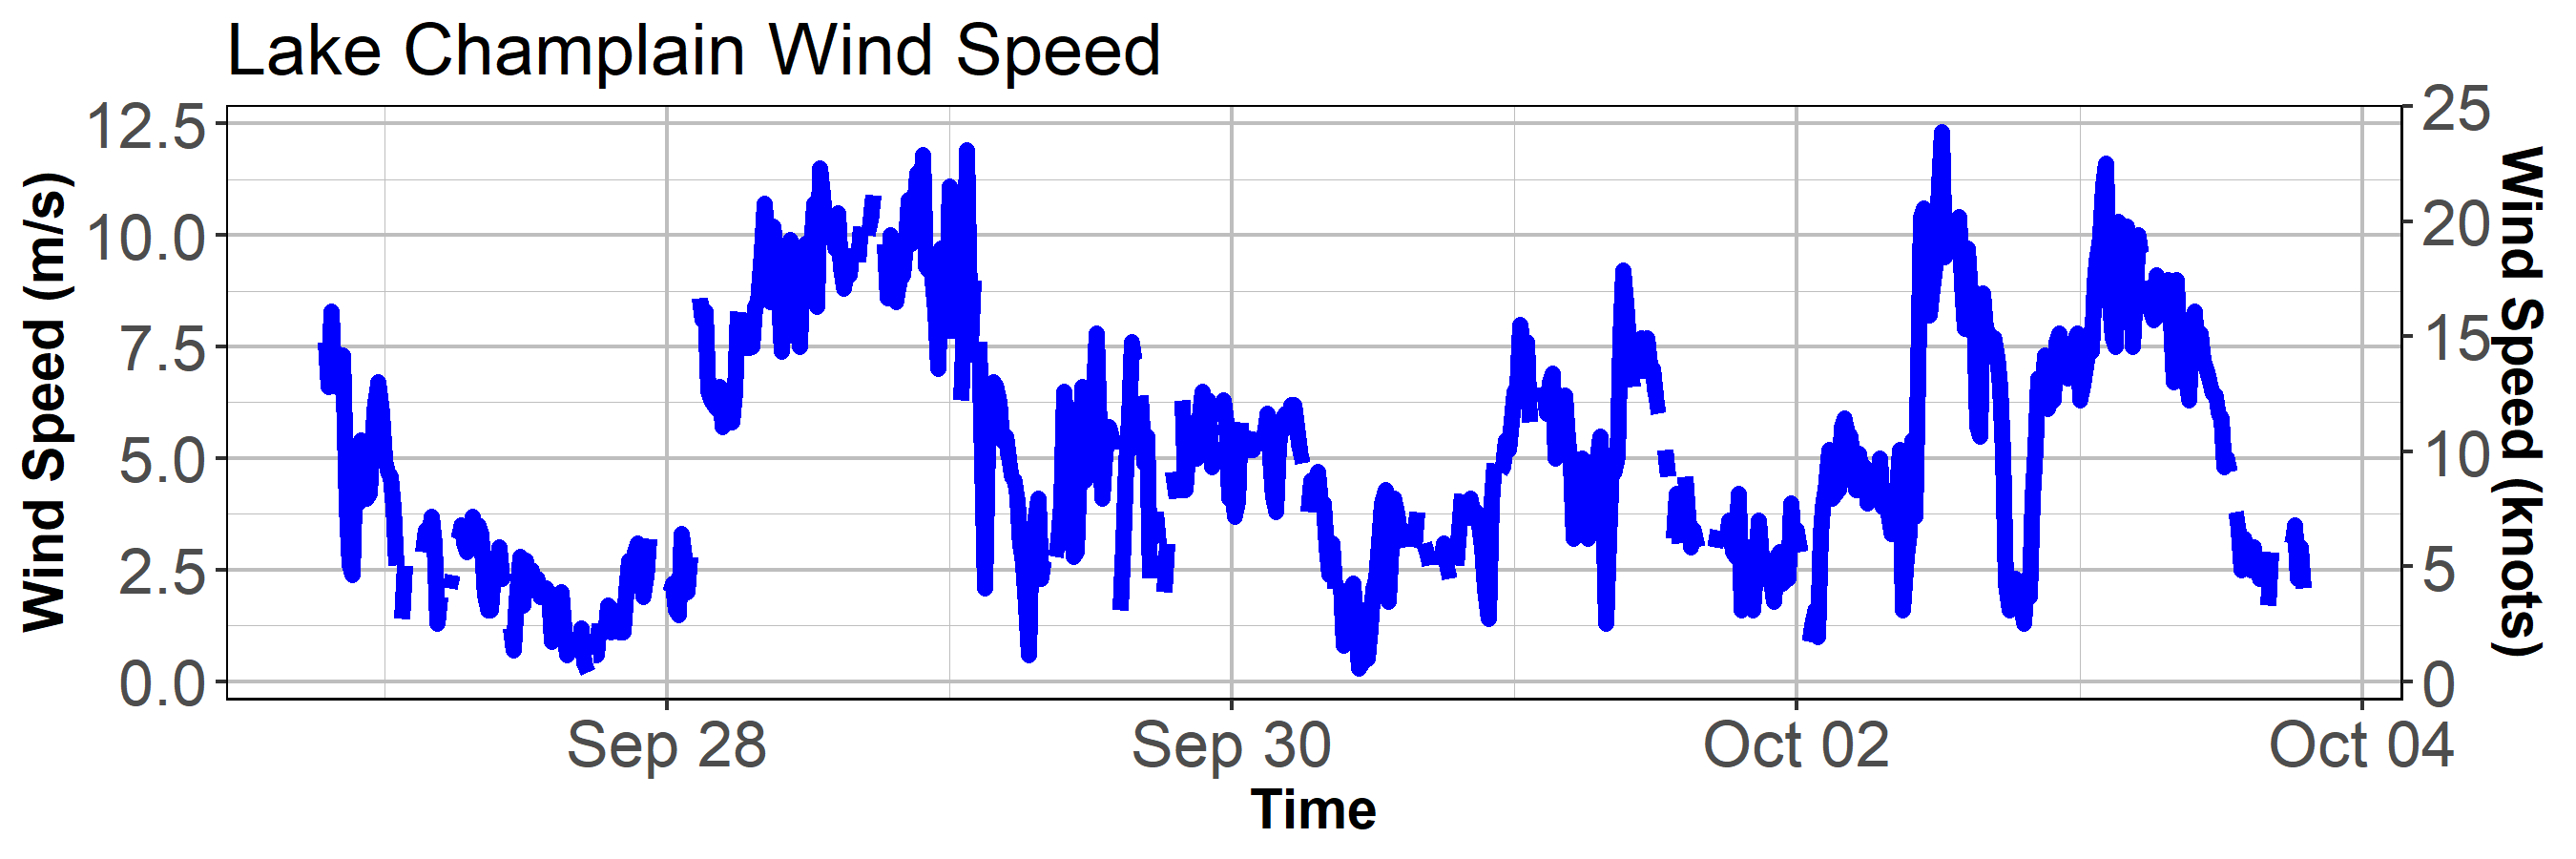 Lake Champlain Wind Speed
Wind Speed (m/s)
12.5
10.0
7.5
5.0
2.5
0.0
25
20
15
10
5
0
Wind Speed (knots)
Sep 28
Sep 30
Oct 02
Oct 04
Time